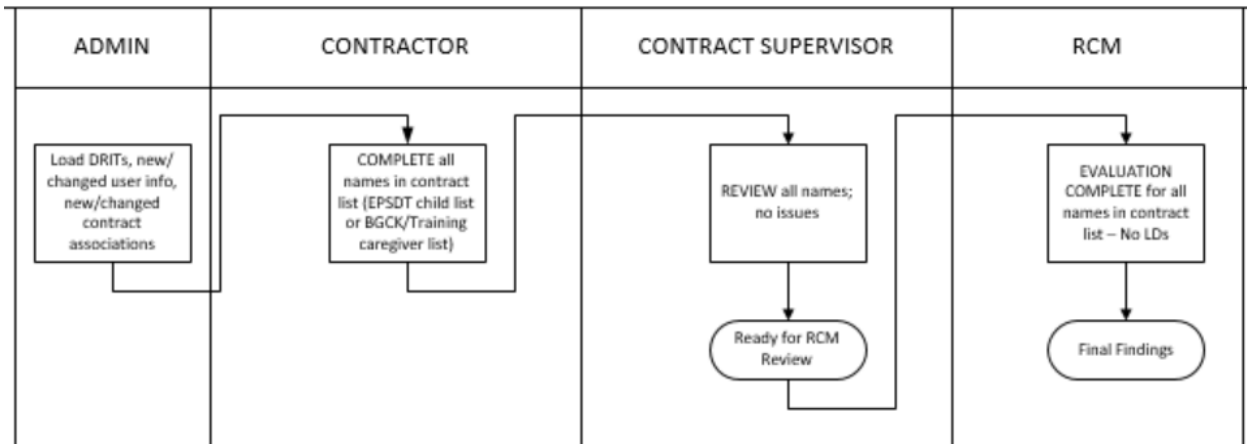 ADMIN
CONTRACTOR
CONTRACT SUPERVISOR
RCM
Load DRITs, new/
changed user info,
new/changed
contract
associations
COMPLETE all
names in contract
list (EPSDT child list
or BGCK/Training
caregiver list)
REVIEW all names;
no issues
Ready for RCM
Review
EVALUATION
COMPLETE for all
names in contract
list – No LDs
Final Findings